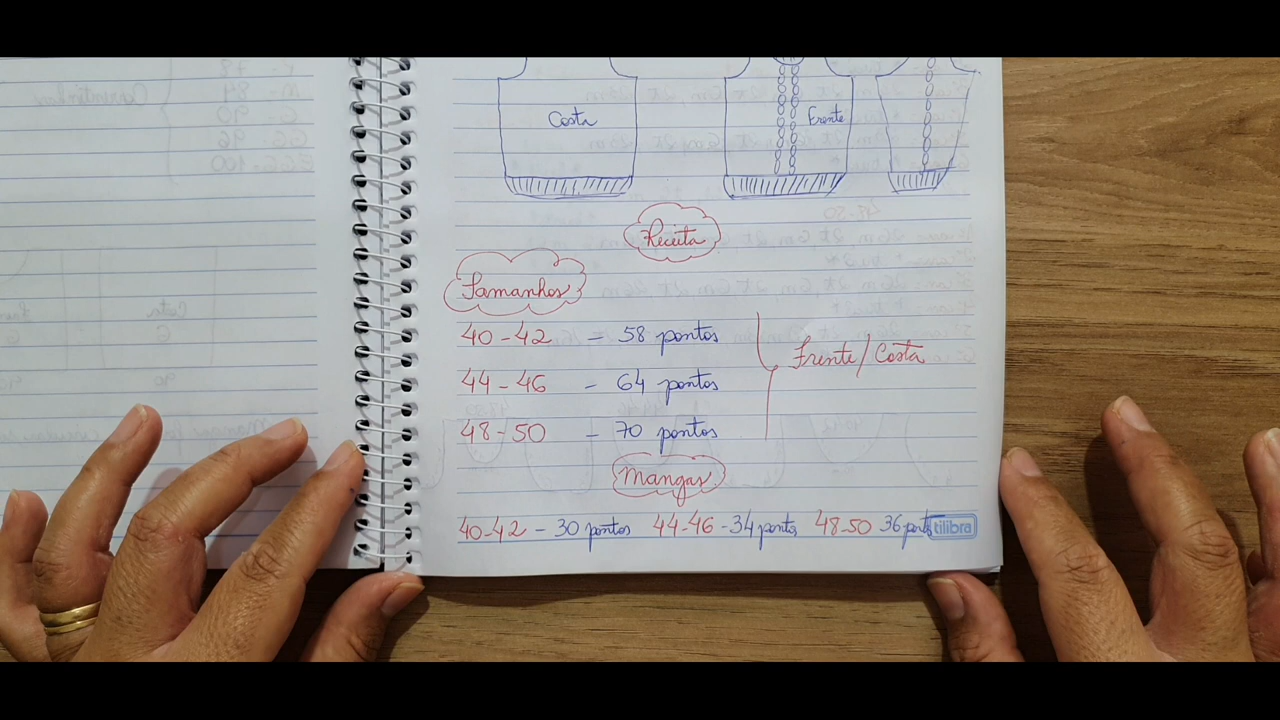 Costa
Frente
Receita
Tamanhos
40-42 - 58 pontos
44-46 - 64 pontos
48-50 - 70 pontos
Frente/Costa
Mangas
40-42 - 30 pontos 44-46 - 34 pontos 48-50 36 ponts
tilibra